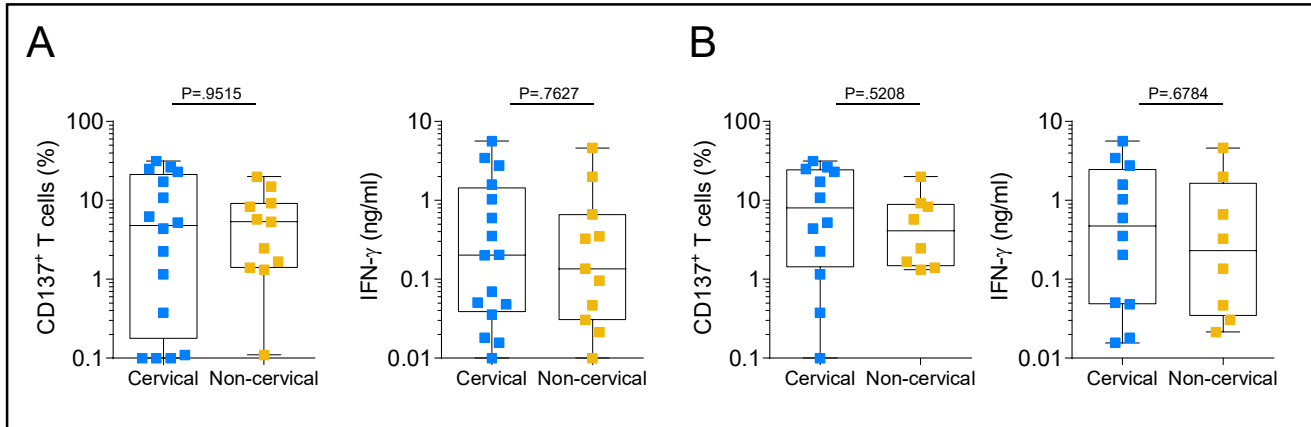 A
B
P=.9515
P=.7627
P=.5208
P=.6784
CD137+ T cells (%)
100
10
1
0.1
Cervical
Non-cervical
IFN-γ (ng/ml)
10
1
0.1
0.01
Cervical
Non-cervical
CD137+ T cells (%)
100
10
1
0.1
Cervical
Non-cervical
IFN-γ (ng/ml)
10
1
0.1
0.01
Cervical
Non-cervical